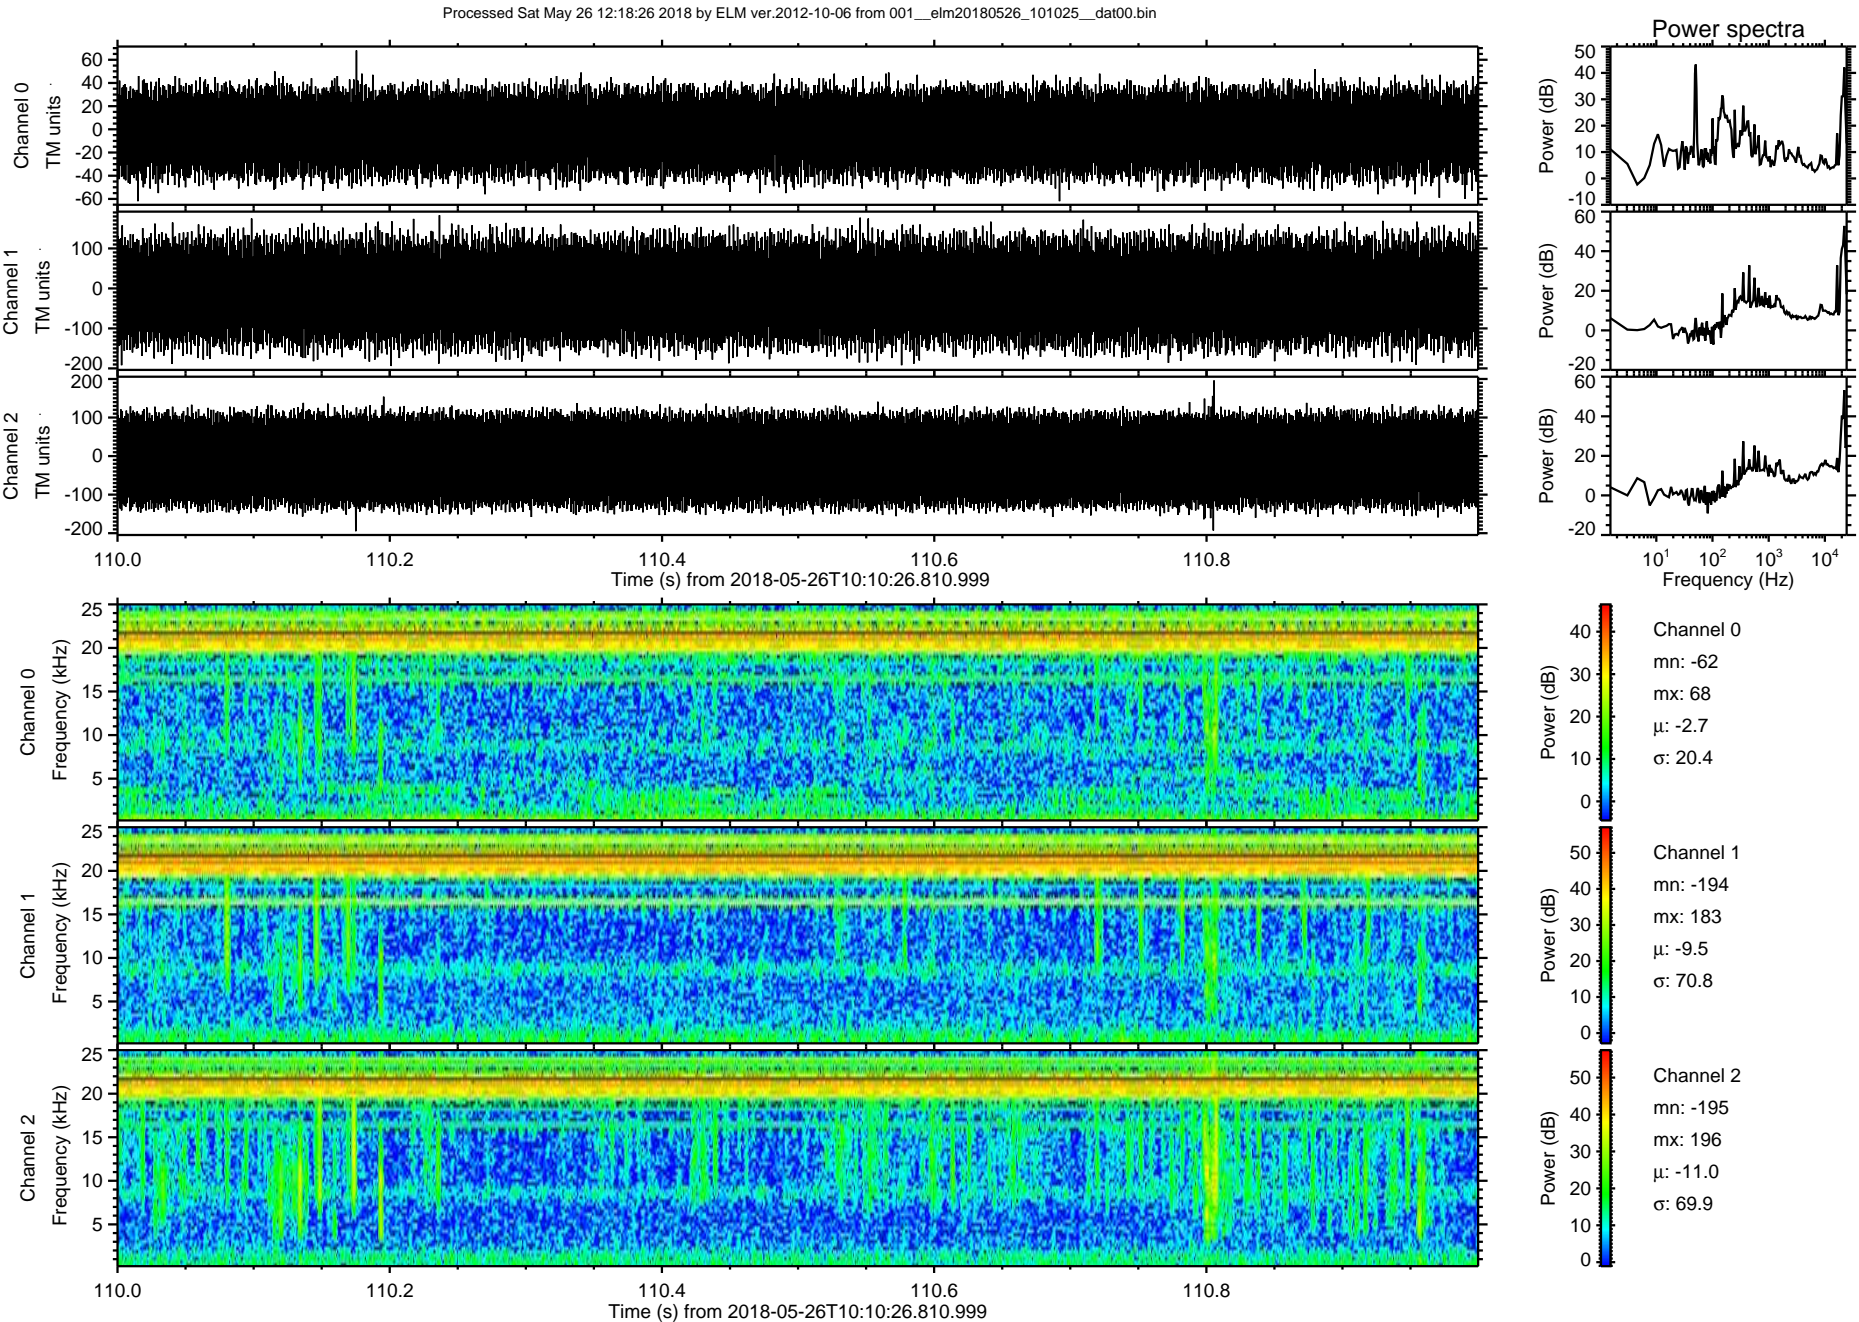 Processed Sat May 26 12:18:26 2018 by ELM ver.2012-10-06 from 001__elm20180526_101025__dat00.bin
Power spectra
Channel 0
TM units
60
40
20
0
-20
-40
-60
Power (dB)
50
40
30
20
10
0
-10
Channel 1
TM units
100
0
-100
-200
Power (dB)
60
40
20
0
-20
Channel 2
TM units
200
100
0
-100
-200
Power (dB)
60
40
20
0
-20
110.0 110.2 110.4 110.6 110.8
Time (s) from 2018-05-26T10:10:26.810.999
10¹ 10² 10³ 10⁴
Frequency (Hz)
Channel 0
Frequency (kHz)
25
20
15
10
5
Power (dB)
40
30
20
10
0
Channel 0
mn: -62
mx: 68
µ: -2.7
σ: 20.4
Channel 1
Frequency (kHz)
25
20
15
10
5
Power (dB)
50
40
30
20
10
0
Channel 1
mn: -194
mx: 183
µ: -9.5
σ: 70.8
Channel 2
Frequency (kHz)
25
20
15
10
5
Power (dB)
50
40
30
20
10
0
Channel 2
mn: -195
mx: 196
µ: -11.0
σ: 69.9
110.0 110.2 110.4 110.6 110.8
Time (s) from 2018-05-26T10:10:26.810.999